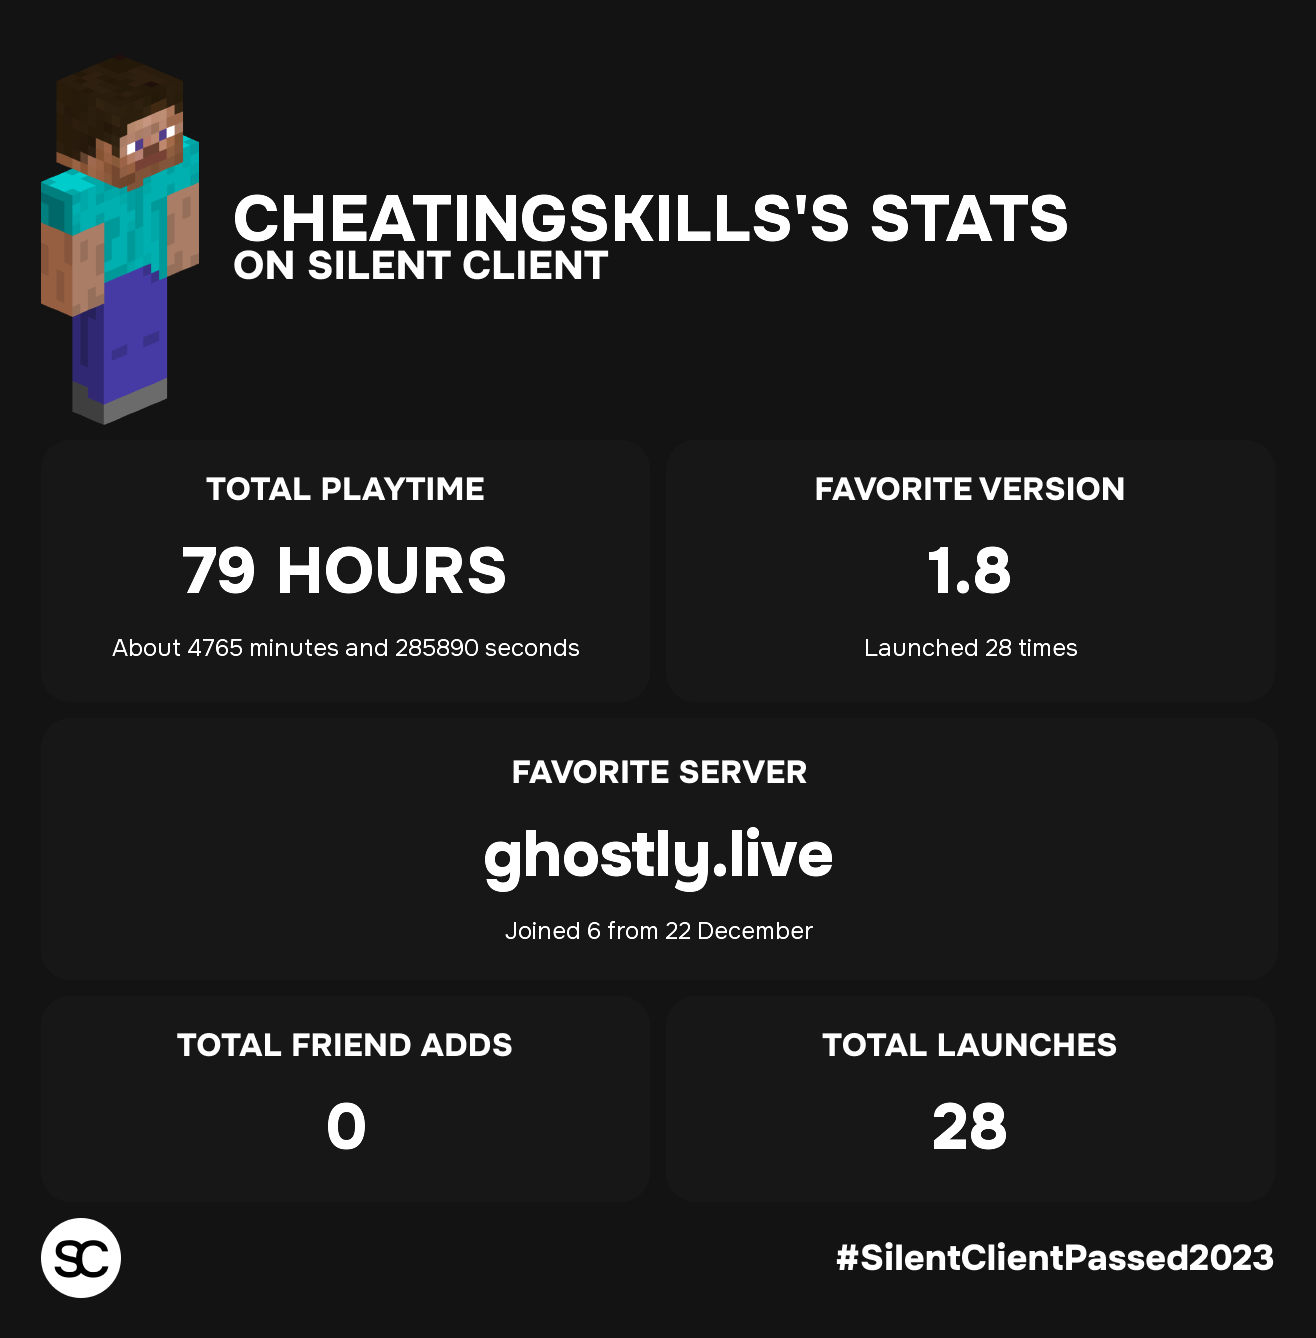 CHEATINGSKILLS'S STATS
ON SILENT CLIENT
TOTAL PLAYTIME
79 HOURS
About 4765 minutes and 285890 seconds
FAVORITE VERSION
1.8
Launched 28 times
FAVORITE SERVER
ghostly.live
Joined 6 from 22 December
TOTAL FRIEND ADDS
0
TOTAL LAUNCHES
28
SC
#SilentClientPassed2023